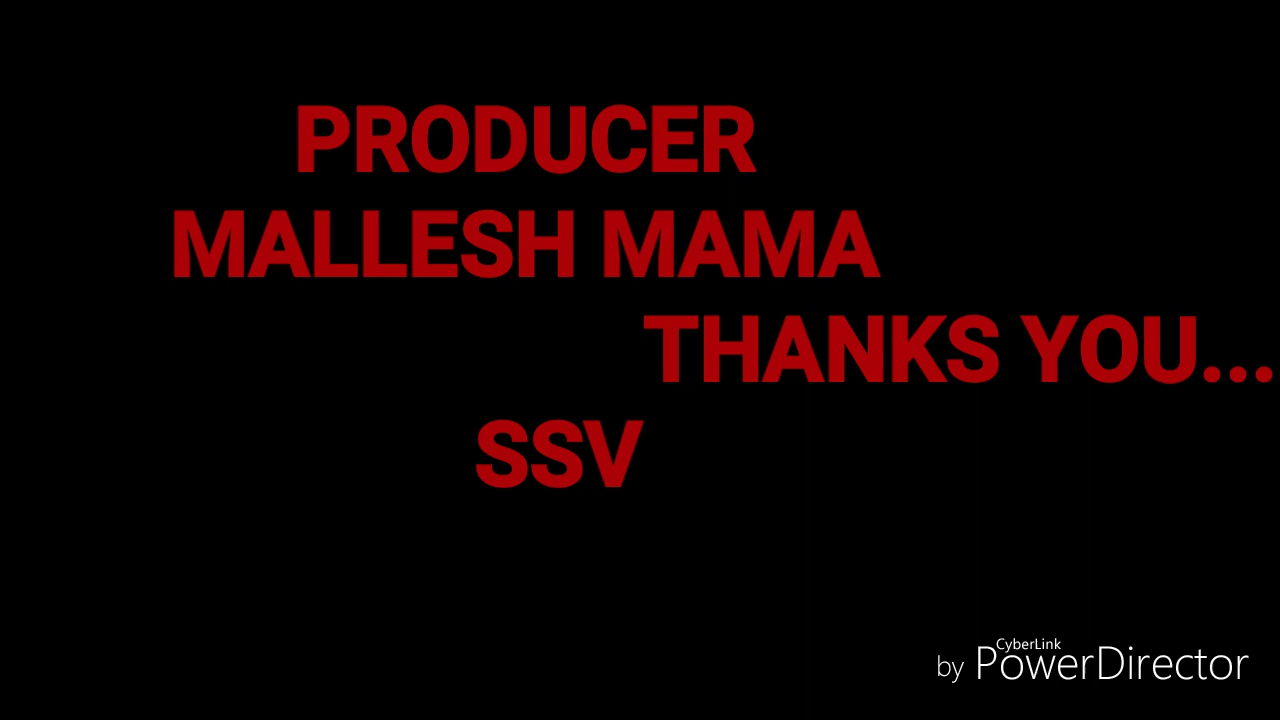 PRODUCER
MALLESH MAMA
THANKS YOU...
SSV
CyberLink
by PowerDirector